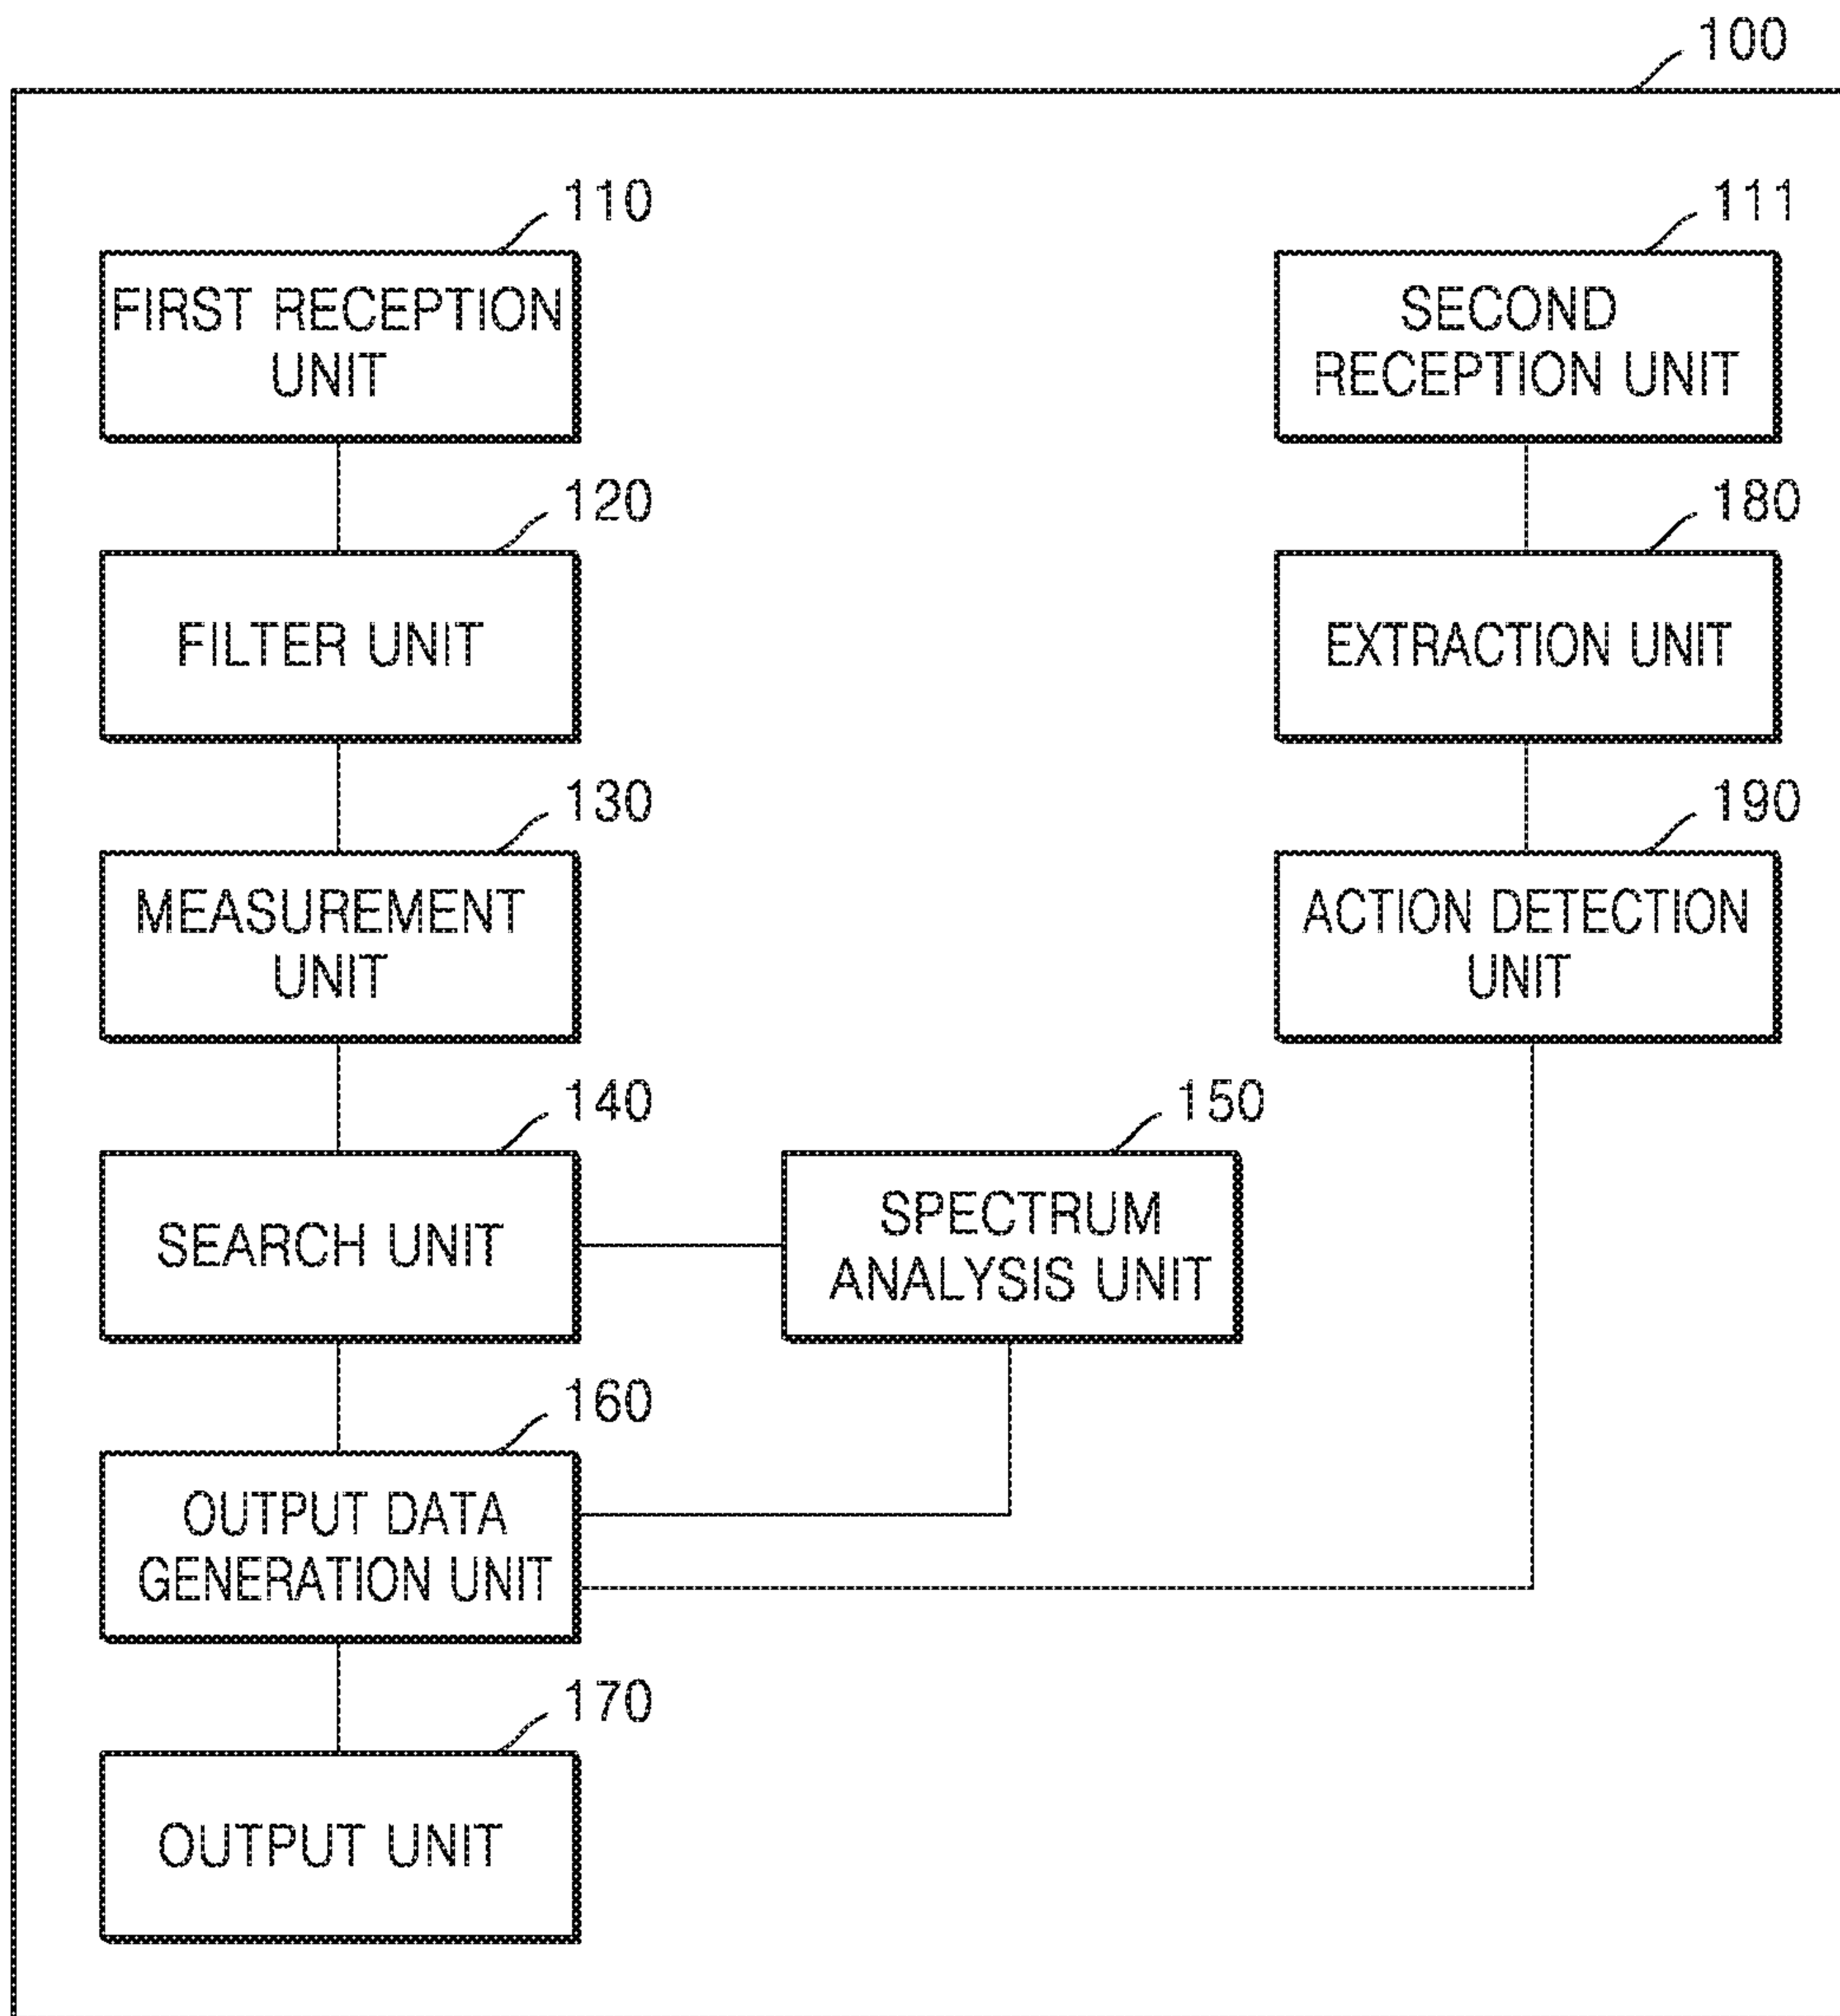 100
110
FIRST RECEPTION
UNIT
111
SECOND
RECEPTION UNIT
120
FILTER UNIT
180
EXTRACTION UNIT
130
MEASUREMENT
UNIT
190
ACTION DETECTION
UNIT
140
SEARCH UNIT
150
SPECTRUM
ANALYSIS UNIT
160
OUTPUT DATA
GENERATION UNIT
170
OUTPUT UNIT